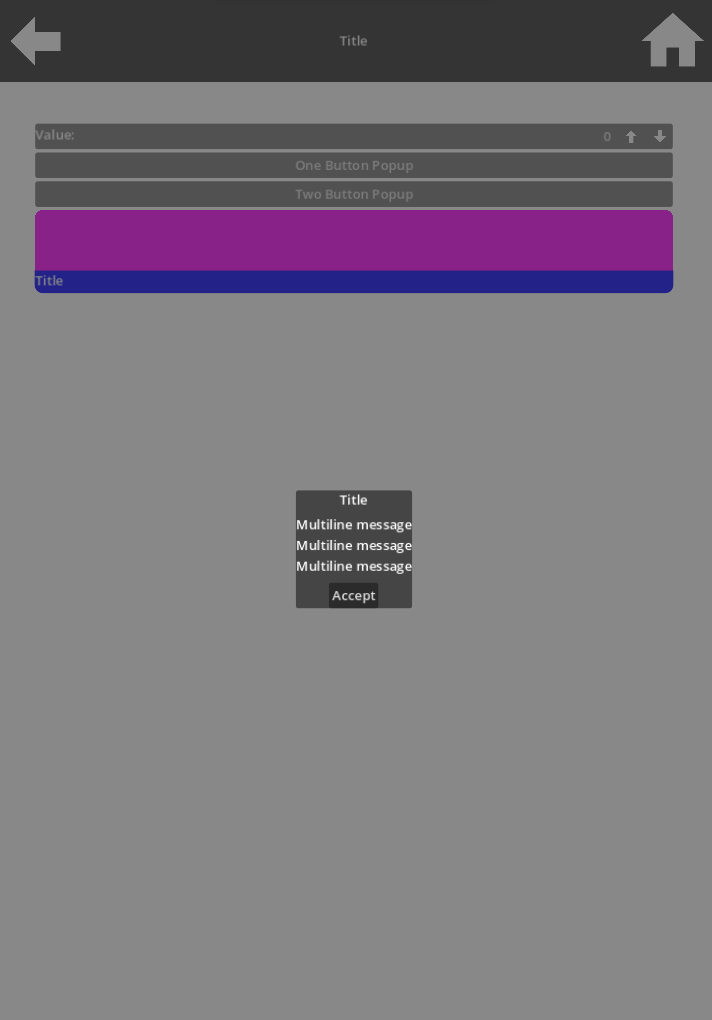 Title
Value: 0
One Button Popup
Two Button Popup
Title
Title
Multiline message
Multiline message
Multiline message
Accept